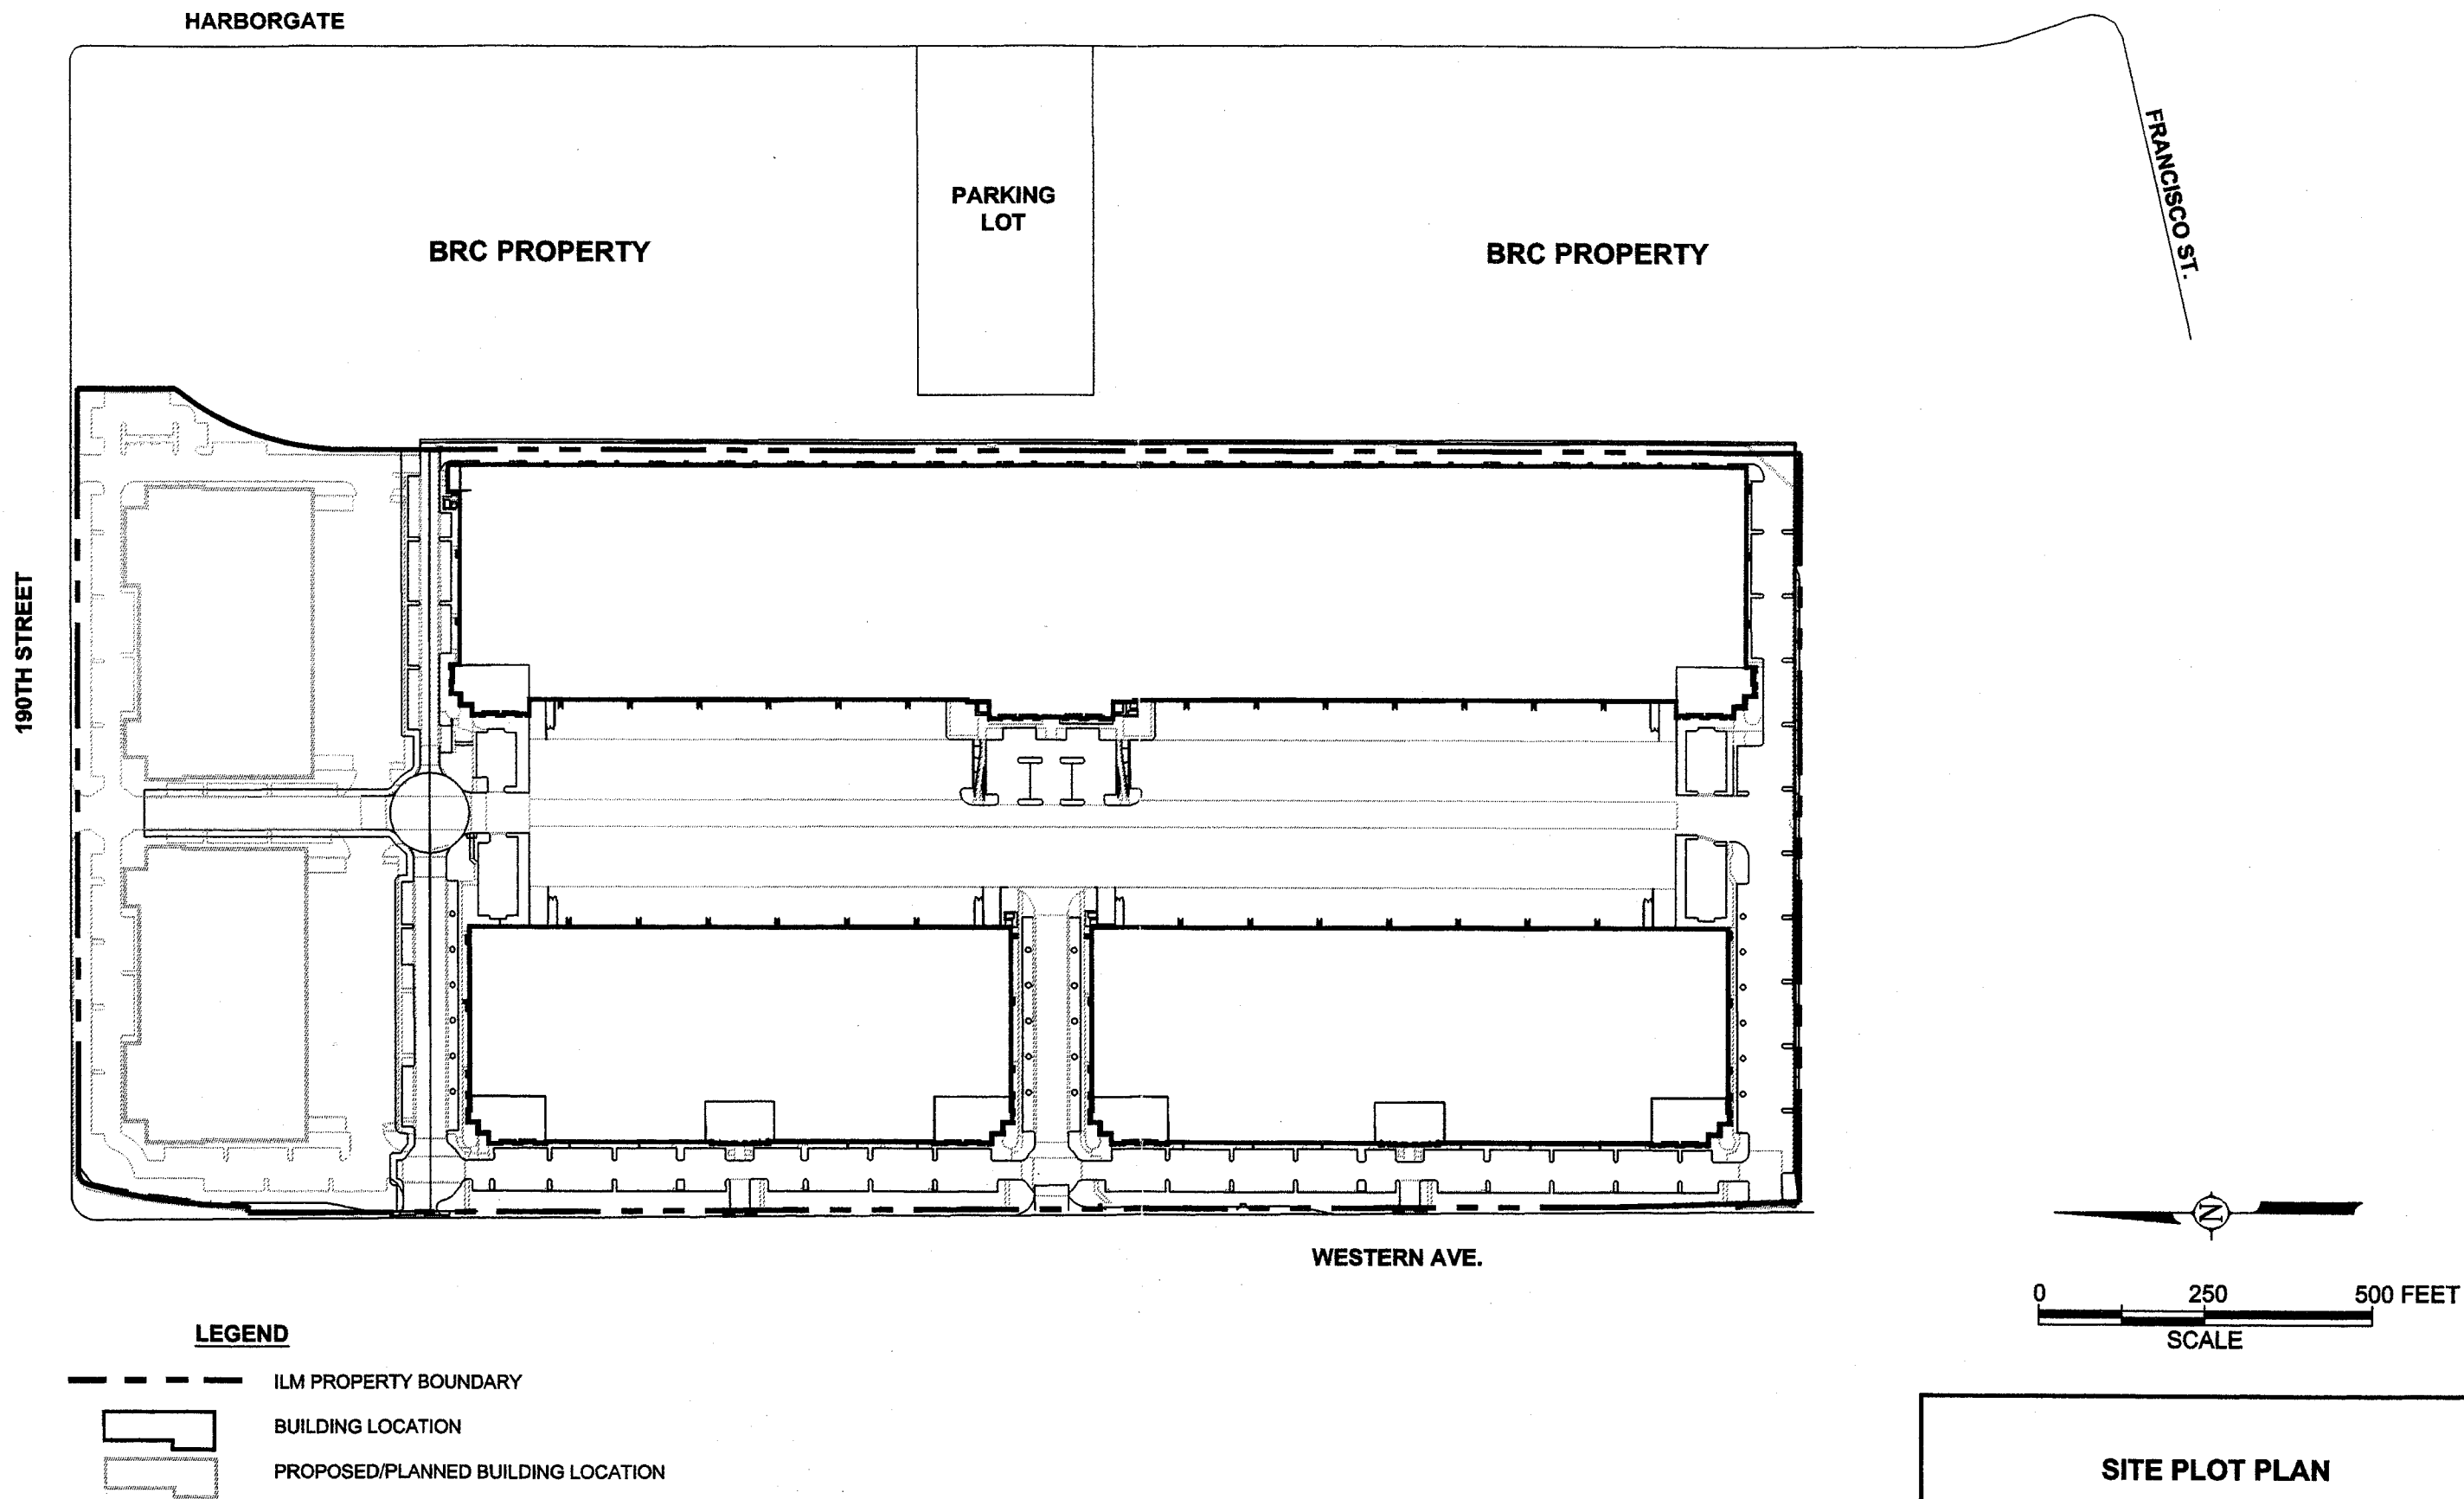 HARBORGATE
FRANCISCO ST.
PARKING
LOT
BRC PROPERTY
BRC PROPERTY
190TH STREET
WESTERN AVE.
N
0 250 500 FEET
SCALE
LEGEND
ILM PROPERTY BOUNDARY
BUILDING LOCATION
PROPOSED/PLANNED BUILDING LOCATION
SITE PLOT PLAN